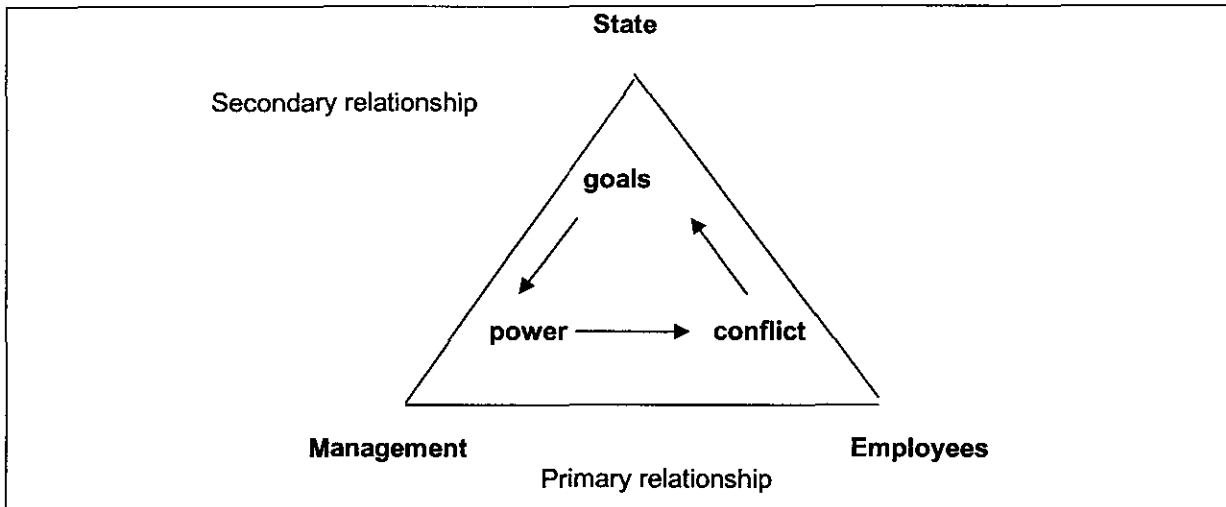 State
Secondary relationship
goals
power conflict
Management Employees
Primary relationship